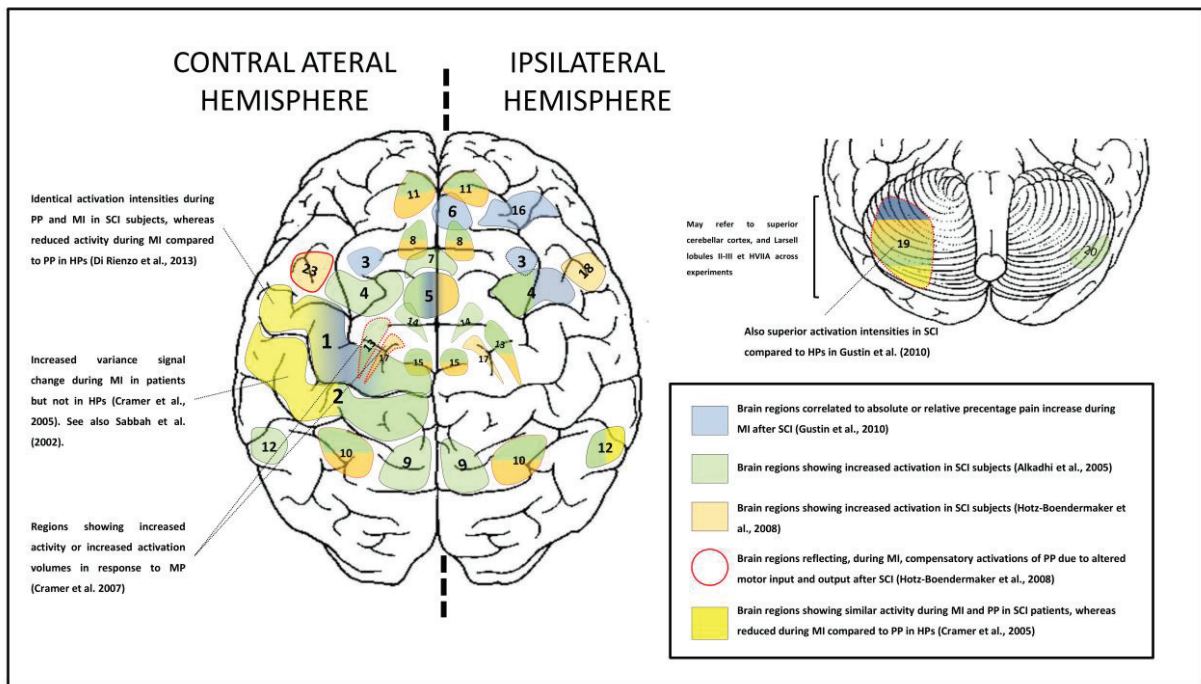 CONTRAL ATERAL
HEMISPHERE
IPSILATERAL
HEMISPHERE
Identical activation intensities during
PP and MI in SCI subjects, whereas
reduced activity during MI compared
to PP in HPs (Di Rienzo et al., 2013)
Increased variance signal
change during MI in patients
but not in HPs (Cramer et al.,
2005). See also Sabbah et al.
(2002).
Regions showing increased
activity or increased activation
volumes in response to MP
(Cramer et al. 2007)
11 11
6 16
8 8
7
23 3 3 18
4 5 4
14 14
1 13 17 17 13
15 15
2
12 10 9 9 10 12
May refer to superior
cerebellar cortex, and Larsell
lobules II-III et HVIIA across
experiments
19
20
Also superior activation intensities in SCI
compared to HPs in Gustin et al. (2010)
Brain regions correlated to absolute or relative precentage pain increase during
MI after SCI (Gustin et al., 2010)
Brain regions showing increased activation in SCI subjects (Alkadhi et al., 2005)
Brain regions showing increased activation in SCI subjects (Hotz-Boendermaker et
al., 2008)
Brain regions reflecting, during MI, compensatory activations of PP due to altered
motor input and output after SCI (Hotz-Boendermaker et al., 2008)
Brain regions showing similar activity during MI and PP in SCI patients, whereas
reduced during MI compared to PP in HPs (Cramer et al., 2005)